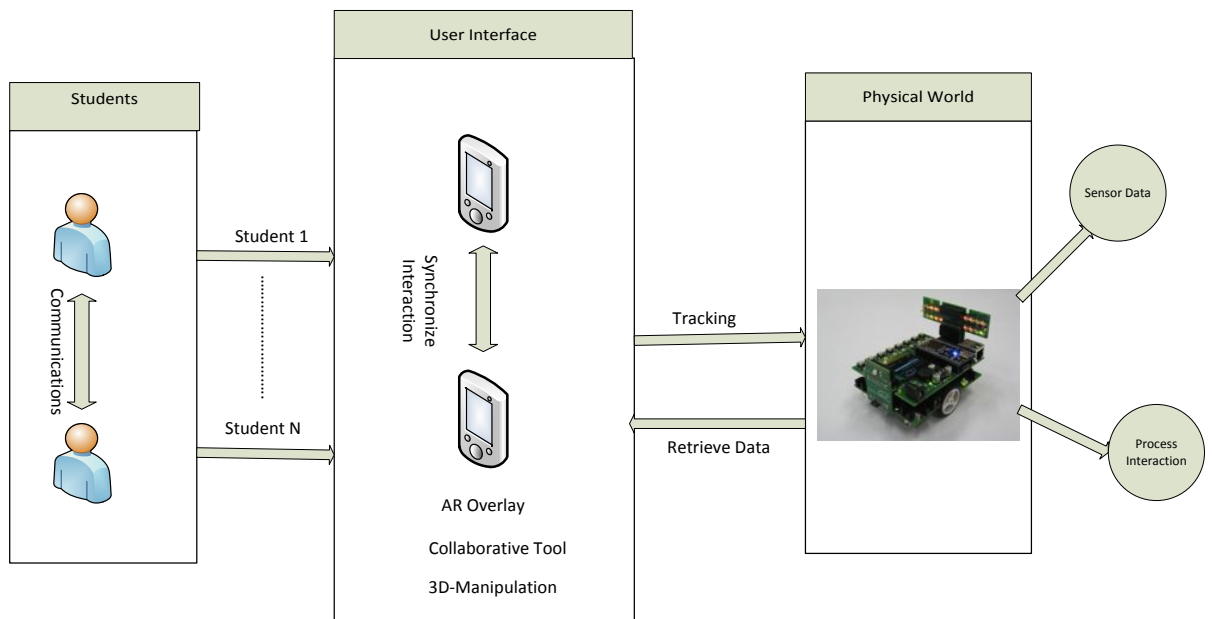 Students
Communications
Student 1
Student N
User Interface
Synchronize
Interaction
AR Overlay
Collaborative Tool
3D-Manipulation
Tracking
Retrieve Data
Physical World
Sensor Data
Process
Interaction